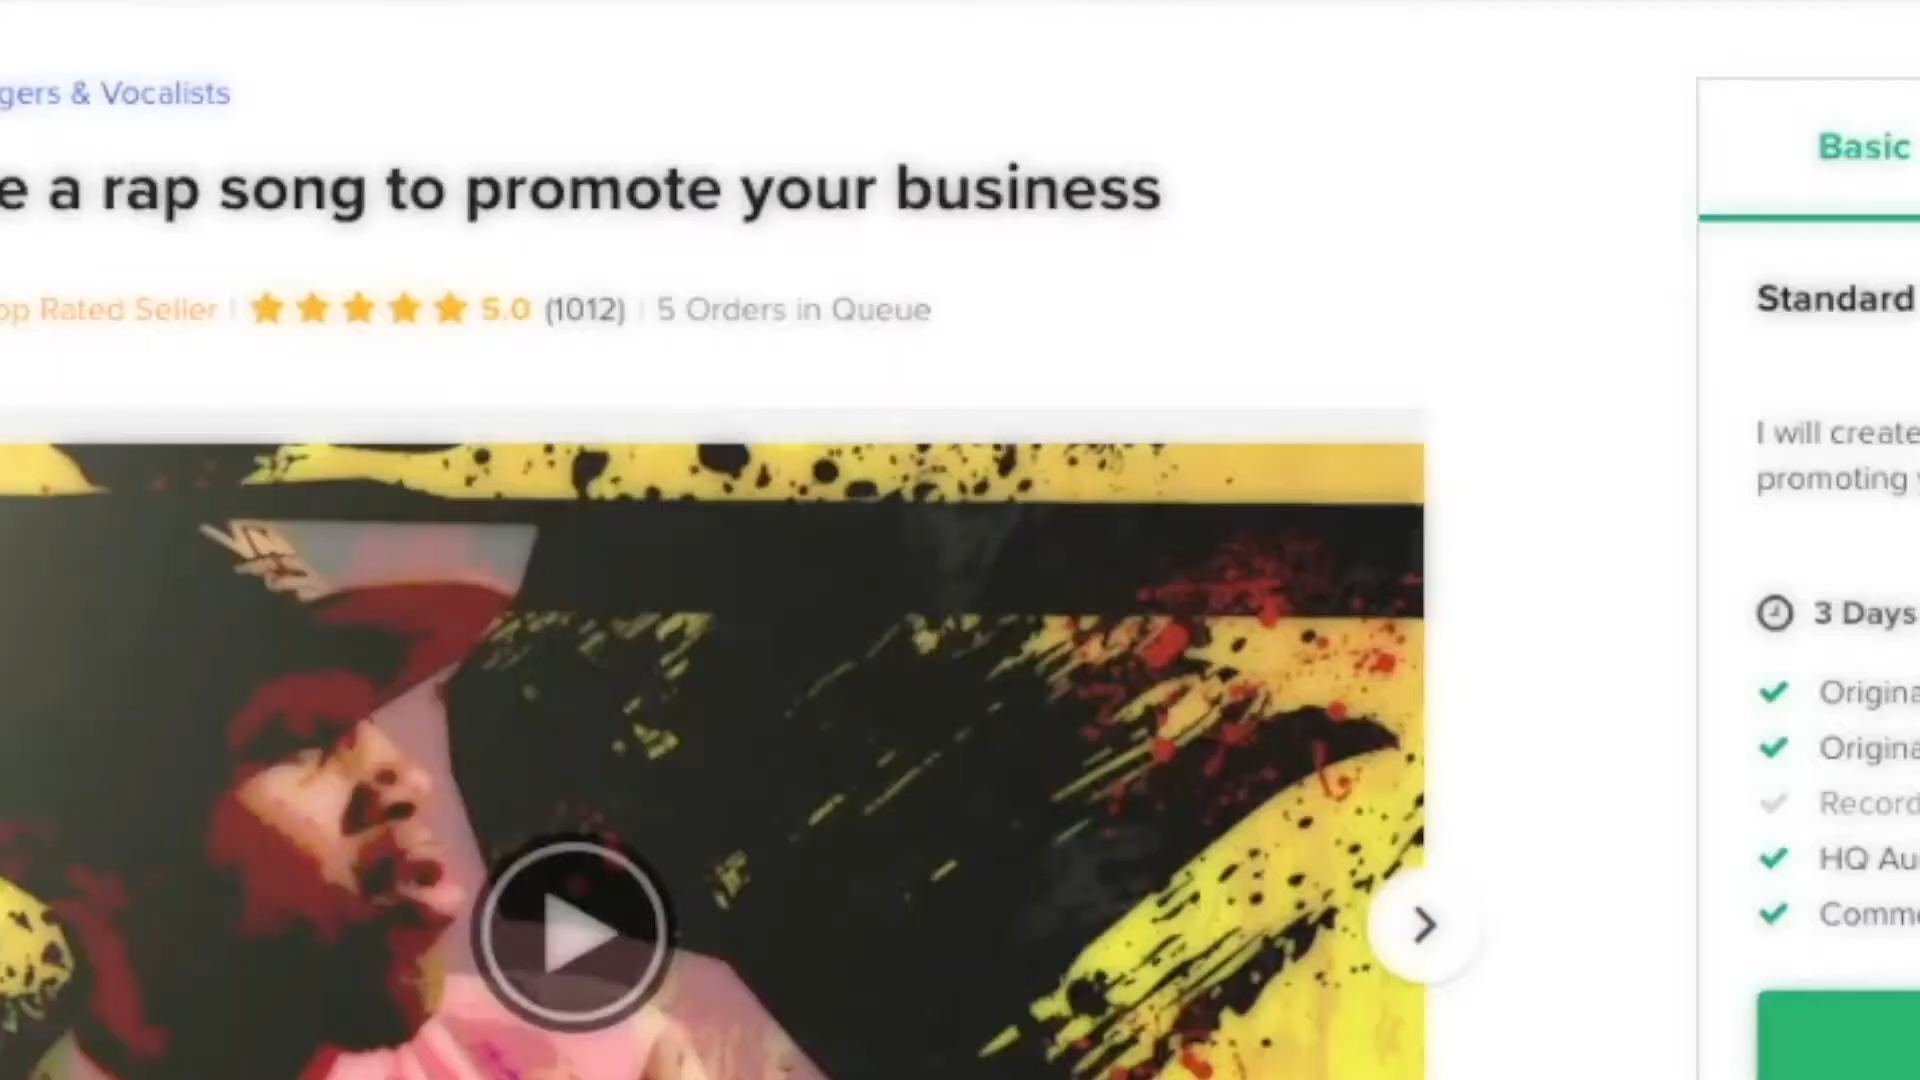 gers & Vocalists
e a rap song to promote your business
op Rated Seller | 5.0 (1012) | 5 Orders in Queue
Basic
Standard
I will create
promoting
3 Days
Origina
Origina
Record
HQ Au
Comme